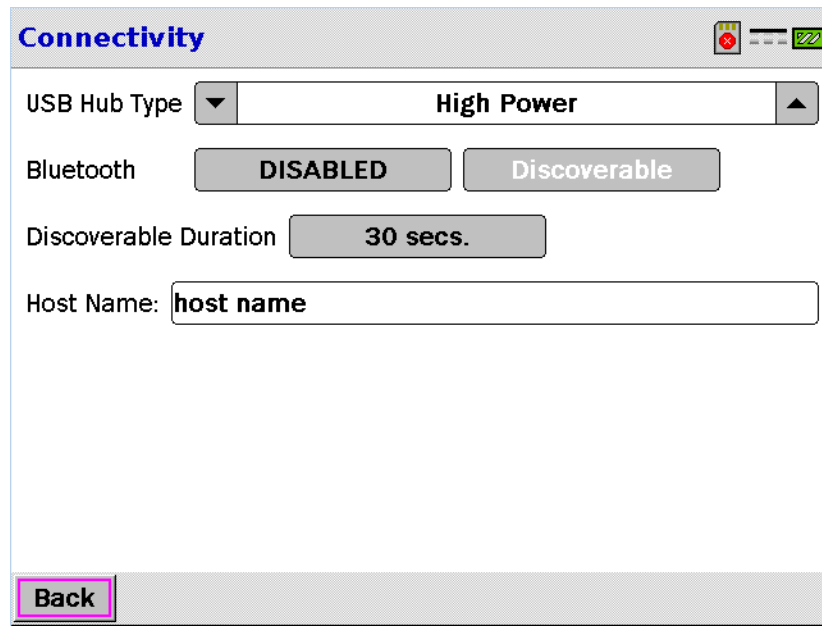 Connectivity
USB Hub Type High Power
Bluetooth DISABLED Discoverable
Discoverable Duration 30 secs.
Host Name: host name
Back